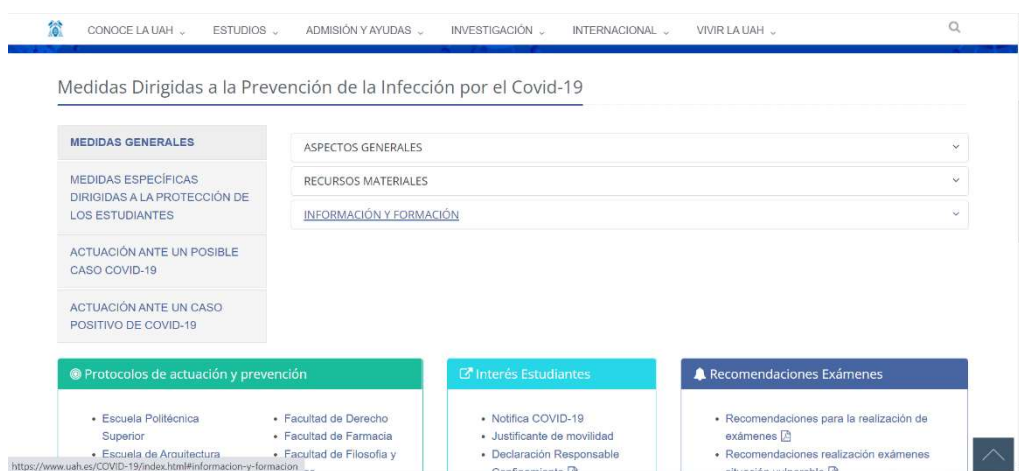 CONOCE LA UAH ESTUDIOS ADMISIÓN Y AYUDAS INVESTIGACIÓN INTERNACIONAL VIVIR LA UAH
Medidas Dirigidas a la Prevención de la Infección por el Covid-19
MEDIDAS GENERALES
MEDIDAS ESPECÍFICAS
DIRIGIDAS A LA PROTECCIÓN DE
LOS ESTUDIANTES
ACTUACIÓN ANTE UN POSIBLE
CASO COVID-19
ACTUACIÓN ANTE UN CASO
POSITIVO DE COVID-19
ASPECTOS GENERALES
RECURSOS MATERIALES
INFORMACIÓN Y FORMACIÓN
Protocolos de actuación y prevención
• Escuela Politécnica
Superior
• Escuela de Arquitectura
• Facultad de Derecho
• Facultad de Farmacia
• Facultad de Filosofía y
Interés Estudiantes
• Notifica COVID-19
• Justificante de movilidad
• Declaración Responsable
Confinamiento
Recomendaciones Exámenes
• Recomendaciones para la realización de
exámenes
• Recomendaciones realización exámenes
situación vulnerable
https://www.uah.es/COVID-19/index.html#informacion-y-formacion